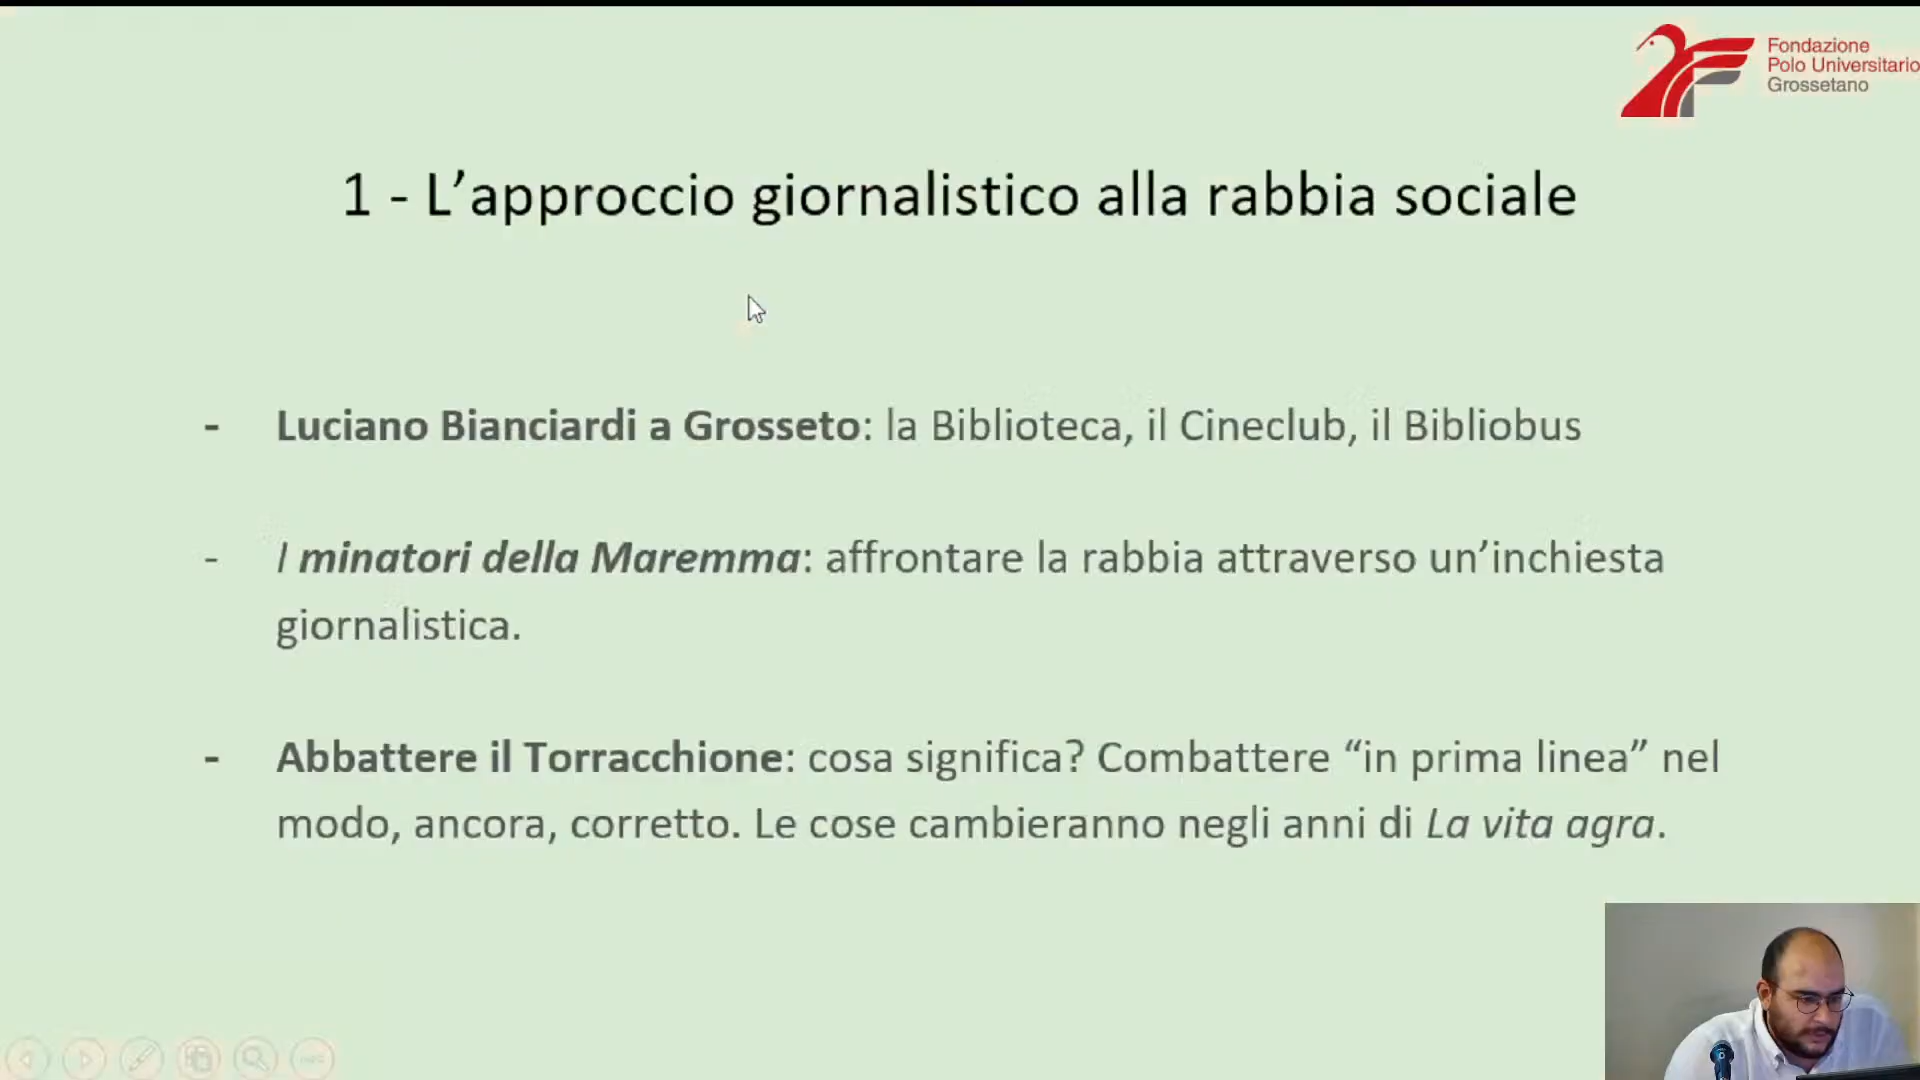 Fondazione
Polo Universitario
Grossetano
1 - L’approccio giornalistico alla rabbia sociale
- Luciano Bianciardi a Grosseto: la Biblioteca, il Cineclub, il Bibliobus
- I minatori della Maremma: affrontare la rabbia attraverso un’inchiesta
giornalistica.
- Abbattere il Torracchione: cosa significa? Combattere “in prima linea” nel
modo, ancora, corretto. Le cose cambieranno negli anni di La vita agra.